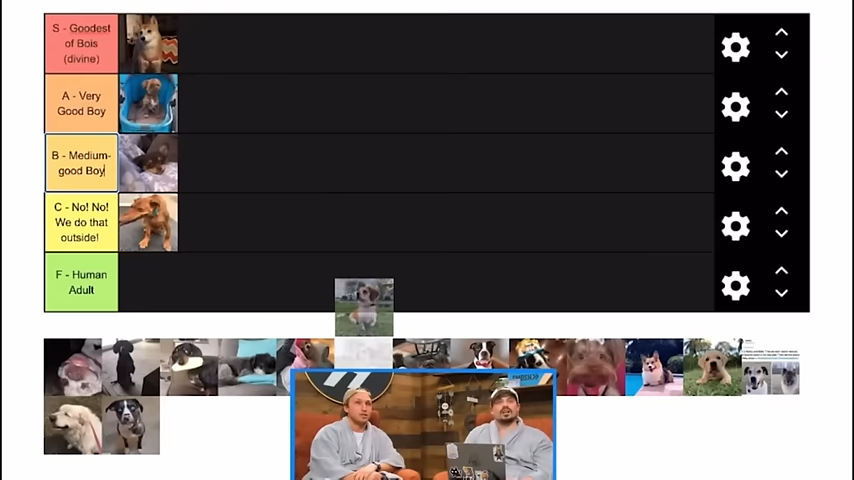 S - Goodest
of Bois
(divine)
A - Very
Good Boy
B - Medium-
good Boy
C - No! No!
We do that
outside!
F - Human
Adult